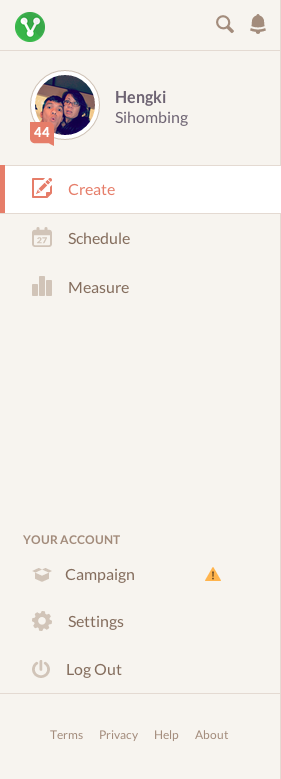 Hengki
Sihombing
44
Create
27
Schedule
Measure
YOUR ACCOUNT
Campaign
Settings
Log Out
Terms Privacy Help About